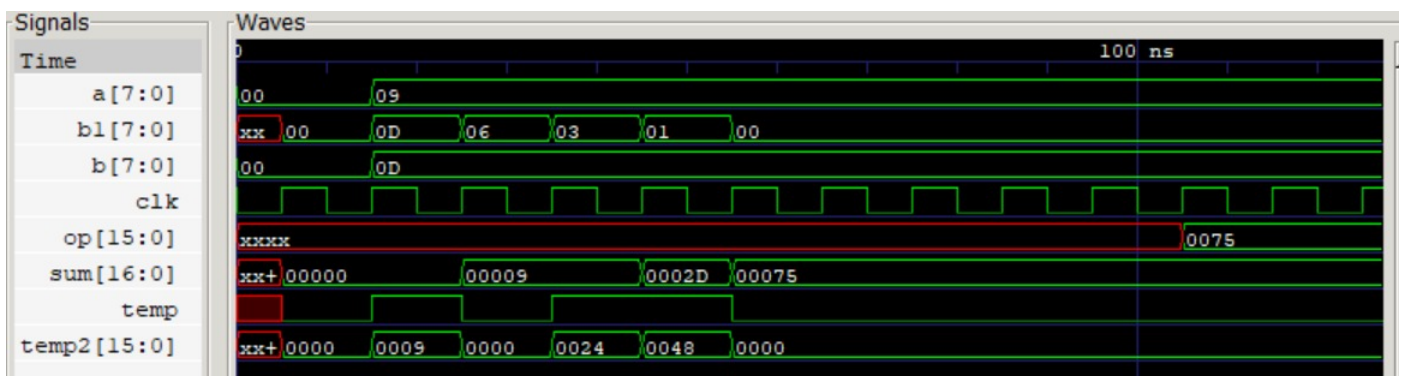 Signals Waves
Time 0 100 ns
a[7:0] 00 09
b1[7:0] xx 00 0D 06 03 01 00
b[7:0] 00 0D
clk
op[15:0] xxxx 0075
sum[16:0] xx+ 00000 00009 0002D 00075
temp
temp2[15:0] xx+ 0000 0009 0000 0024 0048 0000